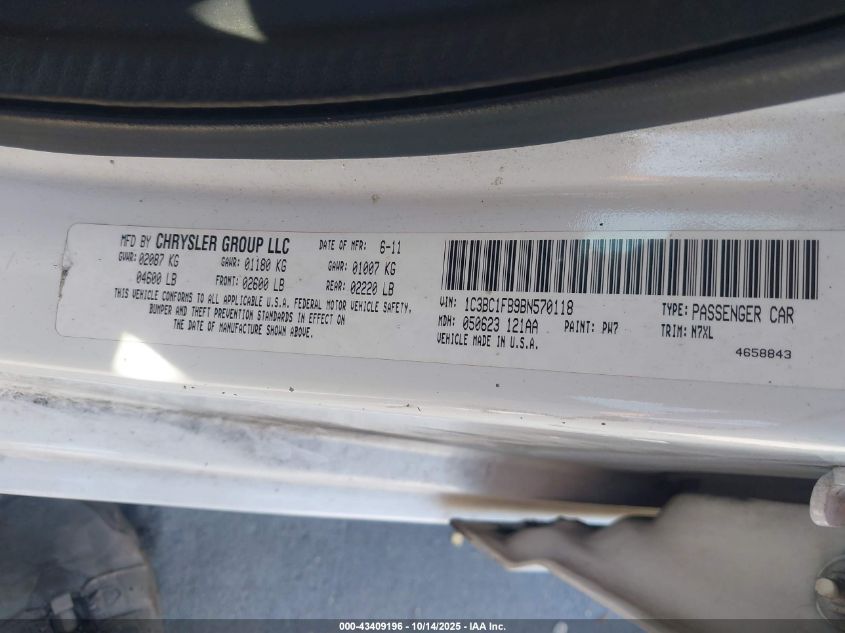 MFD BY CHRYSLER GROUP LLC DATE OF MFR: 6-11
GVWR: 02087 KG GAWR: 01180 KG GAWR: 01007 KG
04600 LB FRONT: 02600 LB REAR: 02220 LB
THIS VEHICLE CONFORMS TO ALL APPLICABLE U.S.A. FEDERAL MOTOR VEHICLE SAFETY,
BUMPER AND THEFT PREVENTION STANDARDS IN EFFECT ON
THE DATE OF MANUFACTURE SHOWN ABOVE.
VIN: 1C3BC1FB9BN570118 TYPE: PASSENGER CAR
MDH: 050623 121AA PAINT: PW7 TRIM: N7XL
VEHICLE MADE IN U.S.A.
4658843
000-43409196 - 10/14/2025 - IAA Inc.